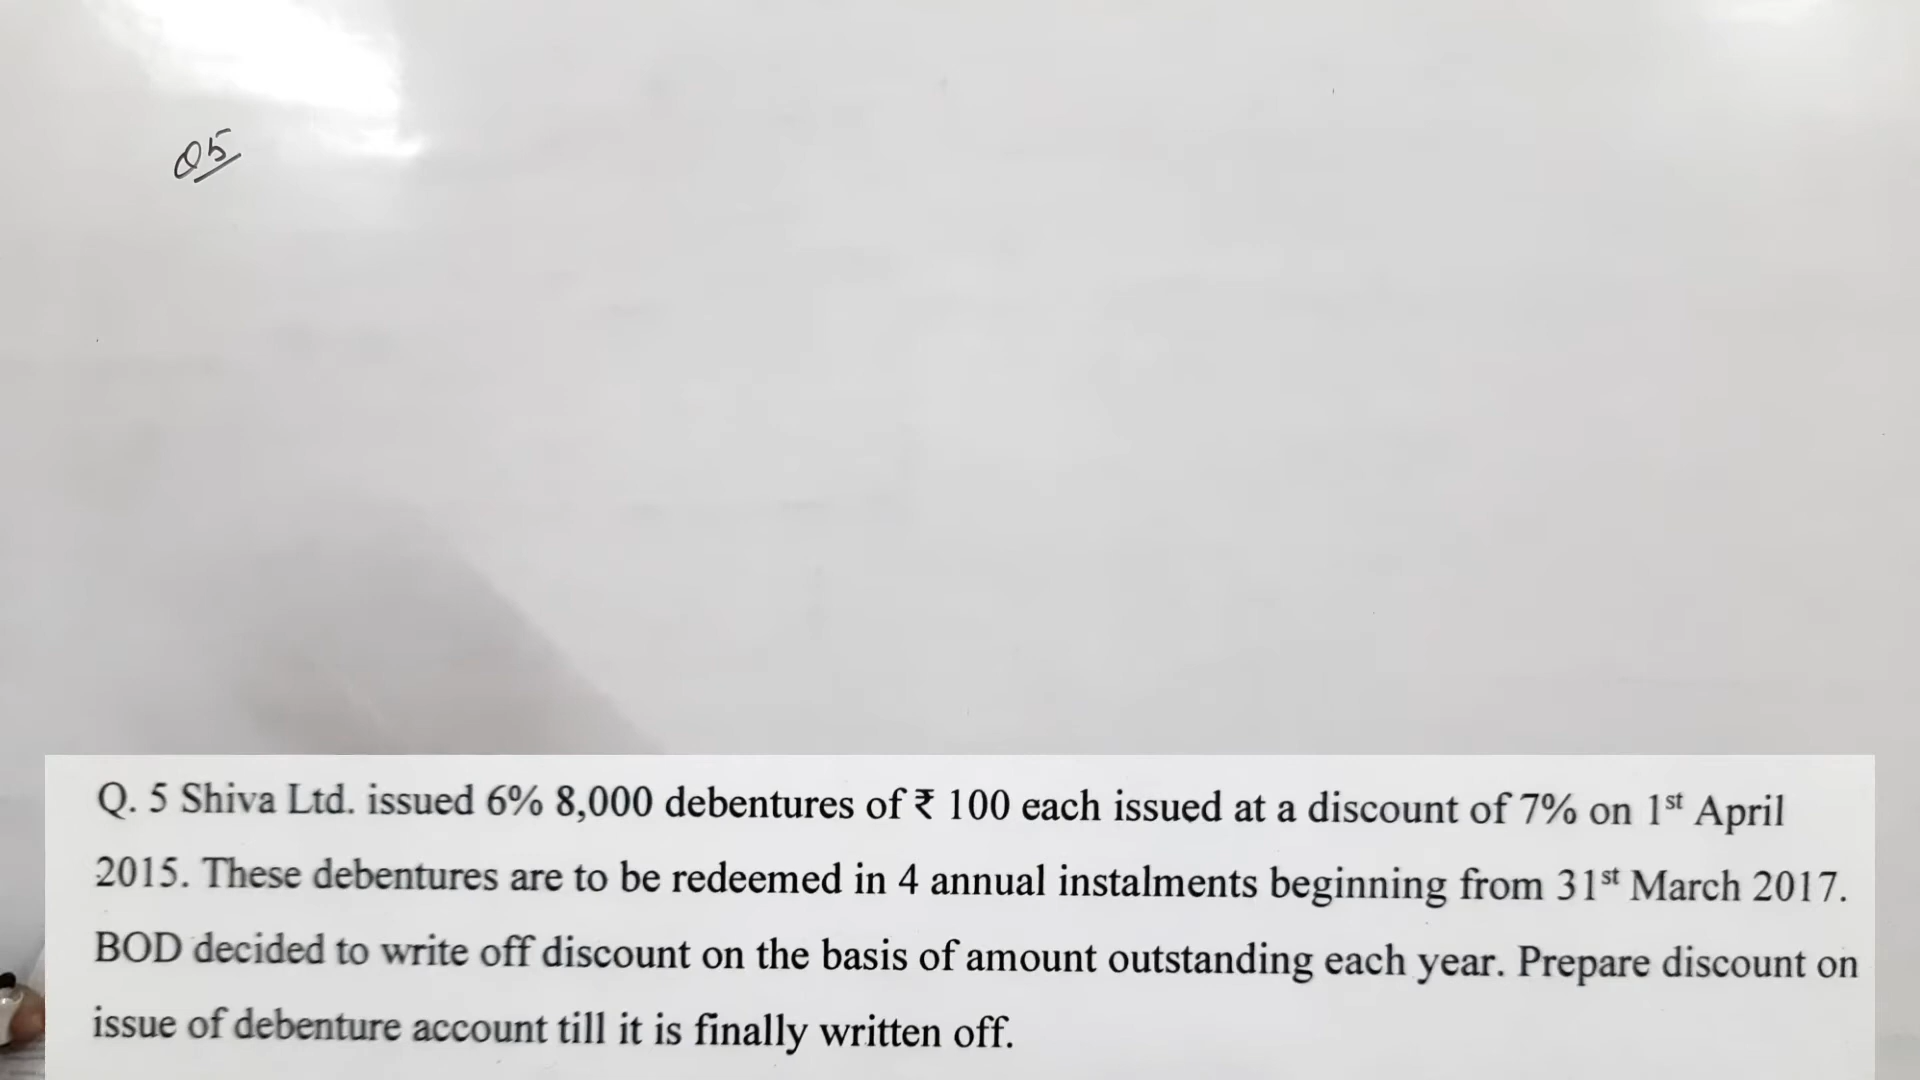 Q5
Q. 5 Shiva Ltd. issued 6% 8,000 debentures of ₹ 100 each issued at a discount of 7% on 1st April
2015. These debentures are to be redeemed in 4 annual instalments beginning from 31st March 2017.
BOD decided to write off discount on the basis of amount outstanding each year. Prepare discount on
issue of debenture account till it is finally written off.